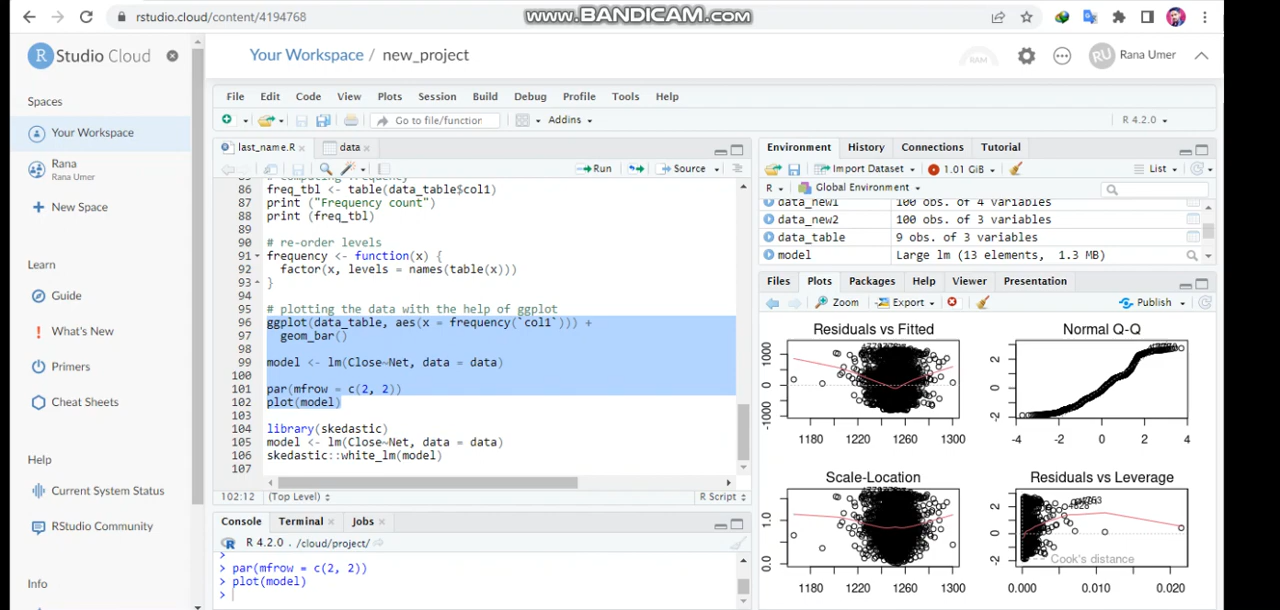 rstudio.cloud/content/4194768
www.BANDICAM.com
Studio Cloud
Your Workspace / new_project
RAM
RU
Rana Umer
Spaces
Your Workspace
Rana
Rana Umer
New Space
Learn
Guide
What's New
Primers
Cheat Sheets
Help
Current System Status
RStudio Community
Info
File Edit Code View Plots Session Build Debug Profile Tools Help
Go to file/function
Addins
R 4.2.0
last_name.R
data
Run
Source
86 freq_tbl <- table(data_table$col1)
87 print ("Frequency count")
88 print (freq_tbl)
89
90 # re-order levels
91 frequency <- function(x) {
92 factor(x, levels = names(table(x)))
93 }
94
95 # plotting the data with the help of ggplot
96 ggplot(data_table, aes(x = frequency(`col1`))) +
97 geom_bar()
98
99 model <- lm(Close~Net, data = data)
100
101 par(mfrow = c(2, 2))
102 plot(model)
103
104 library(skedastic)
105 model <- lm(Close~Net, data = data)
106 skedastic::white_lm(model)
107
102:12 (Top Level)
R Script
Console Terminal Jobs
R 4.2.0 . /cloud/project/
>
> par(mfrow = c(2, 2))
> plot(model)
>
Environment History Connections Tutorial
Import Dataset
1.01 GiB
List
R
Global Environment
data_new1 100 obs. of 4 variables
data_new2 100 obs. of 3 variables
data_table 9 obs. of 3 variables
model Large lm (13 elements, 1.3 MB)
Files Plots Packages Help Viewer Presentation
Zoom Export Publish
Residuals vs Fitted
1000
0
-1000
1180 1220 1260 1300
Normal Q-Q
2
0
-2
-4 -2 0 2 4
Scale-Location
1.0
0.0
1180 1220 1260 1300
Residuals vs Leverage
2
0
-2
Cook's distance
0.000 0.010 0.020